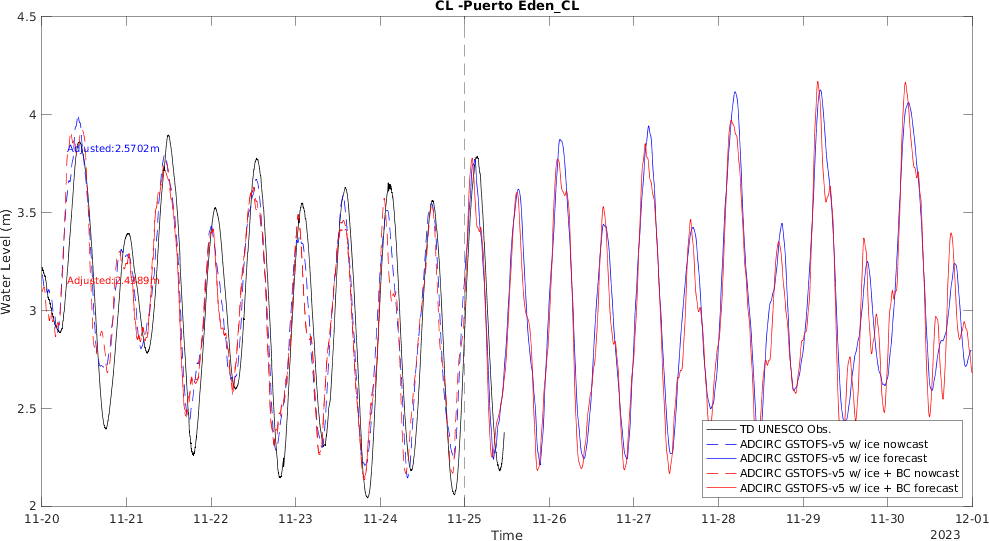 CL -Puerto Eden_CL
4.5
4
3.5
3
2.5
2
Water Level (m)
Adjusted:2.5702m
Adjusted:2.4389m
TD UNESCO Obs.
ADCIRC GSTOFS-v5 w/ ice nowcast
ADCIRC GSTOFS-v5 w/ ice forecast
ADCIRC GSTOFS-v5 w/ ice + BC nowcast
ADCIRC GSTOFS-v5 w/ ice + BC forecast
11-20 11-21 11-22 11-23 11-24 11-25 11-26 11-27 11-28 11-29 11-30 12-01
Time
2023